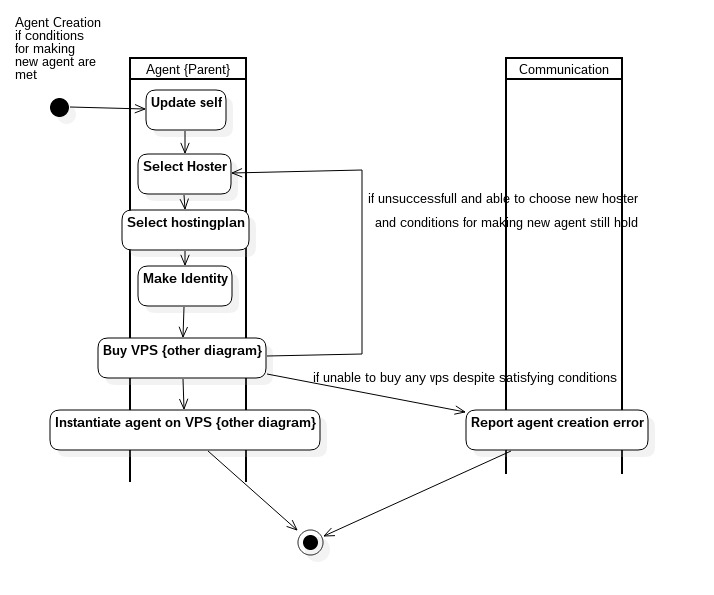 Agent Creation
if conditions
for making
new agent are
met
Agent {Parent}
Communication
Update self
Select Hoster
if unsuccessfull and able to choose new hoster
and conditions for making new agent still hold
Select hostingplan
Make Identity
Buy VPS {other diagram}
if unable to buy any vps despite satisfying conditions
Instantiate agent on VPS {other diagram}
Report agent creation error